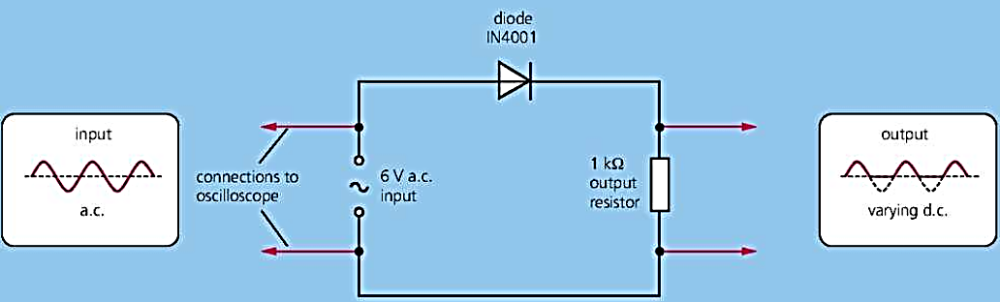 diode
IN4001
input
a.c.
connections to
oscilloscope
6 V a.c.
input
1 kΩ
output
resistor
output
varying d.c.